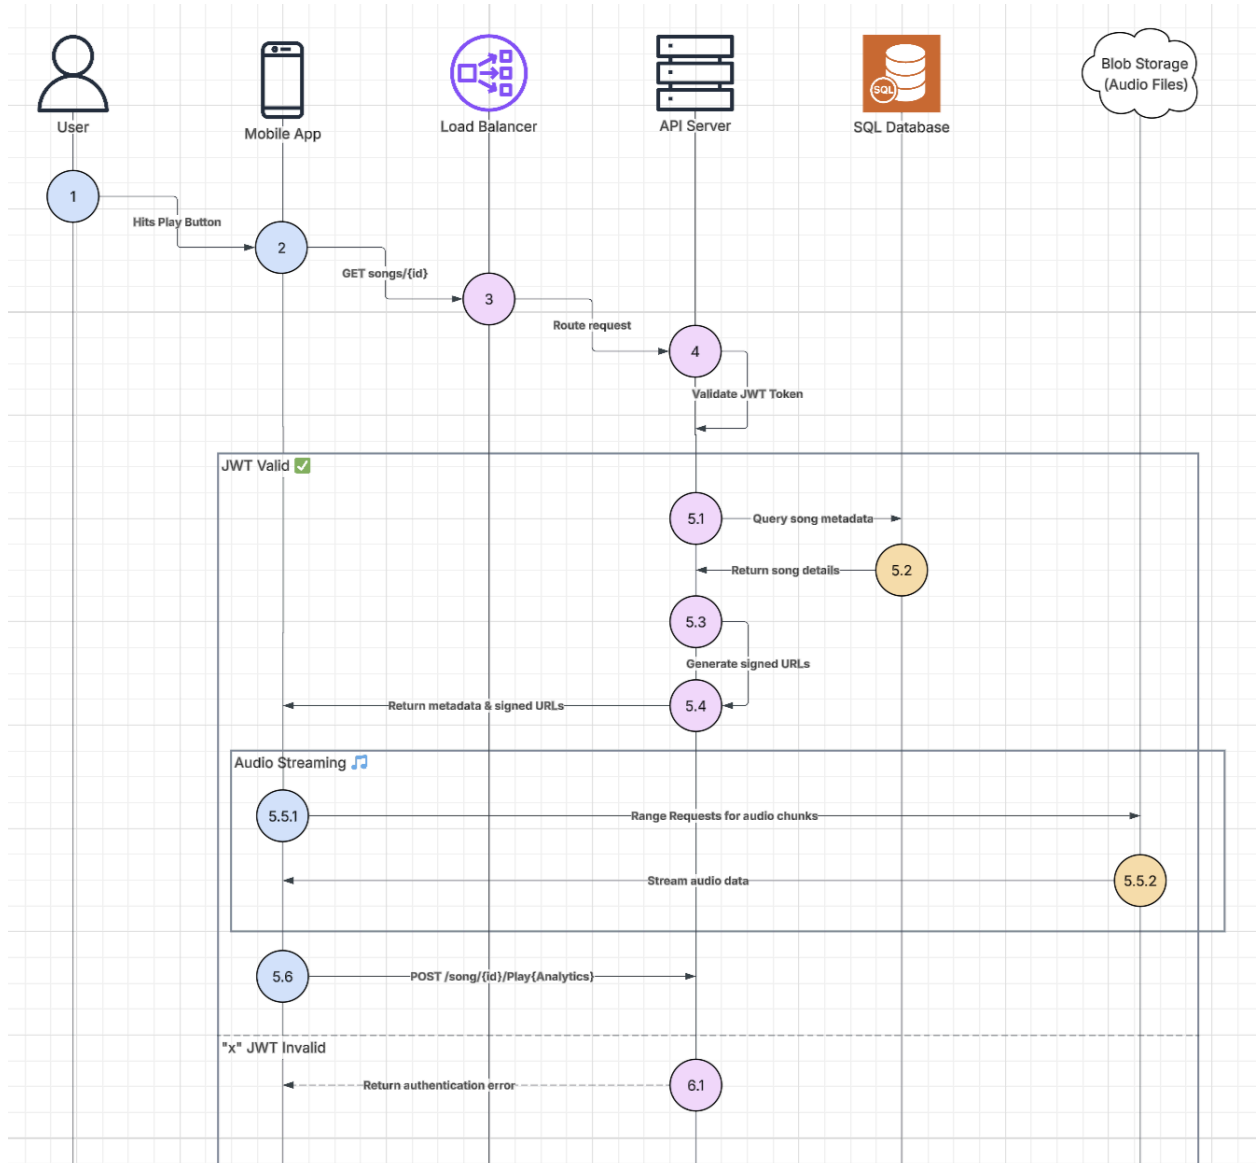 User
Mobile App
Load Balancer
API Server
SQL
SQL Database
Blob Storage
(Audio Files)
1
Hits Play Button
2
GET songs/{id}
3
Route request
4
Validate JWT Token
JWT Valid ✅
5.1
Query song metadata
Return song details
5.2
5.3
Generate signed URLs
Return metadata & signed URLs
5.4
Audio Streaming 🎵
5.5.1
Range Requests for audio chunks
Stream audio data
5.5.2
5.6
POST /song/{id}/Play{Analytics}
"x" JWT Invalid
Return authentication error
6.1